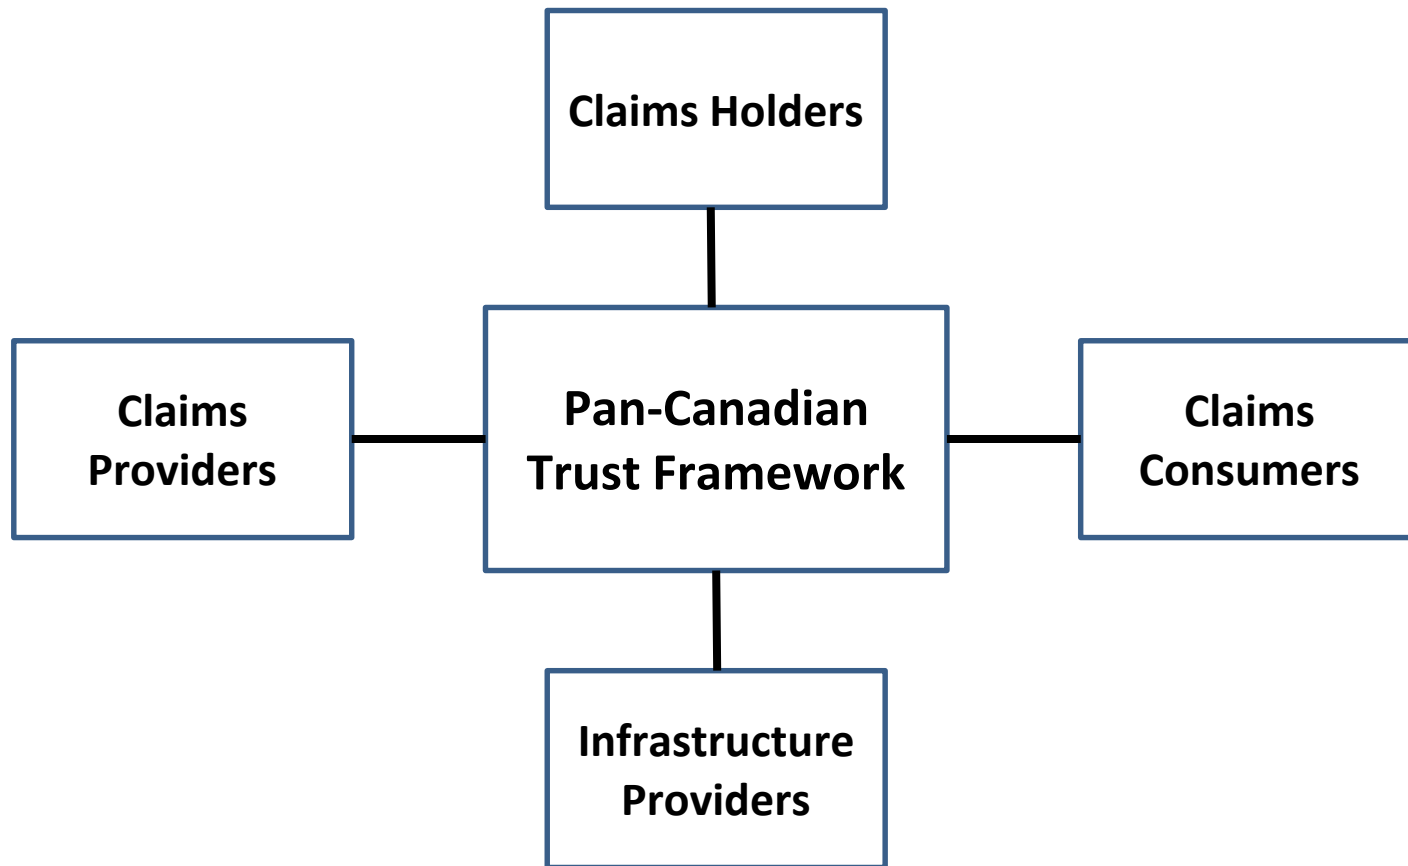 Claims Holders
Claims
Providers
Pan-Canadian
Trust Framework
Claims
Consumers
Infrastructure
Providers